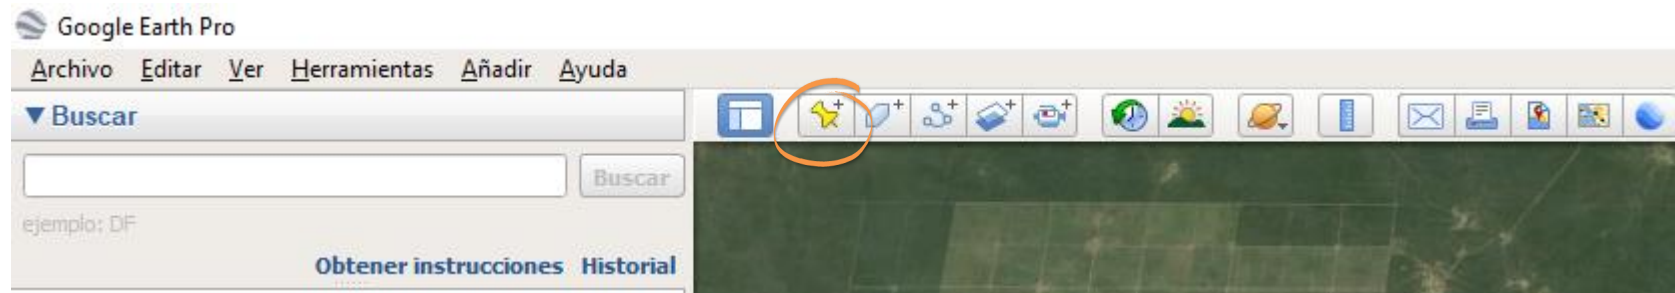 Google Earth Pro
Archivo Editar Ver Herramientas Añadir Ayuda
Buscar
Buscar
ejemplo: DF
Obtener instrucciones Historial